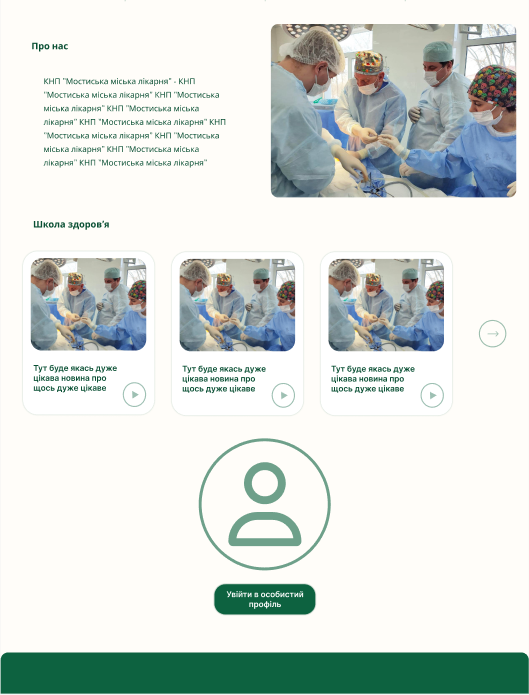 Про нас
КНП "Мостиська міська лікарня" - КНП
"Мостиська міська лікарня" КНП "Мостиська
міська лікарня" КНП "Мостиська міська
лікарня" КНП "Мостиська міська лікарня" КНП
"Мостиська міська лікарня" КНП "Мостиська
міська лікарня" КНП "Мостиська міська
лікарня" КНП "Мостиська міська лікарня"
Школа здоров'я
Тут буде якась дуже
цікава новина про
щось дуже цікаве
Тут буде якась дуже
цікава новина про
щось дуже цікаве
Тут буде якась дуже
цікава новина про
щось дуже цікаве
Увійти в особистий
профіль